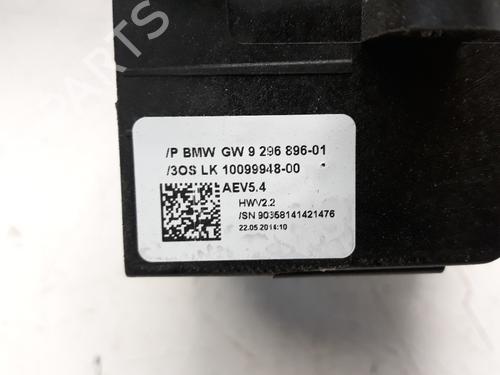 /P BMW GW 9 296 896-01
/3OS LK 10099948-00
AEV5.4
HWV2.2
/SN 90358141421476
22.05.2014:10